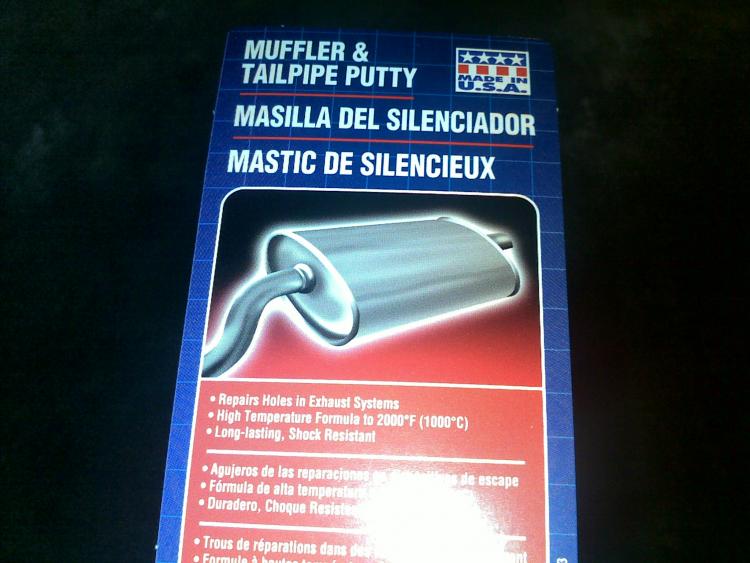 MUFFLER &
TAILPIPE PUTTY
MADE IN
U.S.A.
MASILLA DEL SILENCIADOR
MASTIC DE SILENCIEUX
• Repairs Holes in Exhaust Systems
• High Temperature Formula to 2000°F (1000°C)
• Long-lasting, Shock Resistant
• Agujeros de las reparaciones de escape
• Fórmula de alta
• Duradero, Choque
• Trous de réparations dans
• Formule à